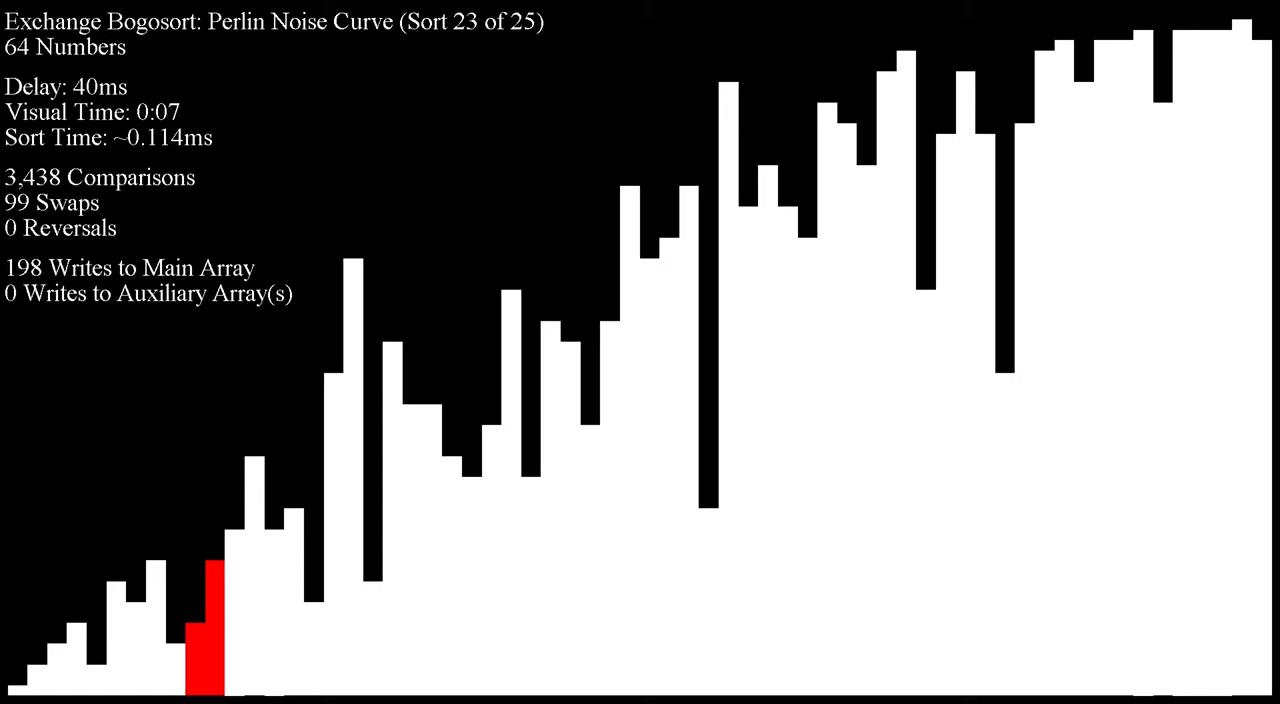 Exchange Bogosort: Perlin Noise Curve (Sort 23 of 25)
64 Numbers
Delay: 40ms
Visual Time: 0:07
Sort Time: ~0.114ms
3,438 Comparisons
99 Swaps
0 Reversals
198 Writes to Main Array
0 Writes to Auxiliary Array(s)